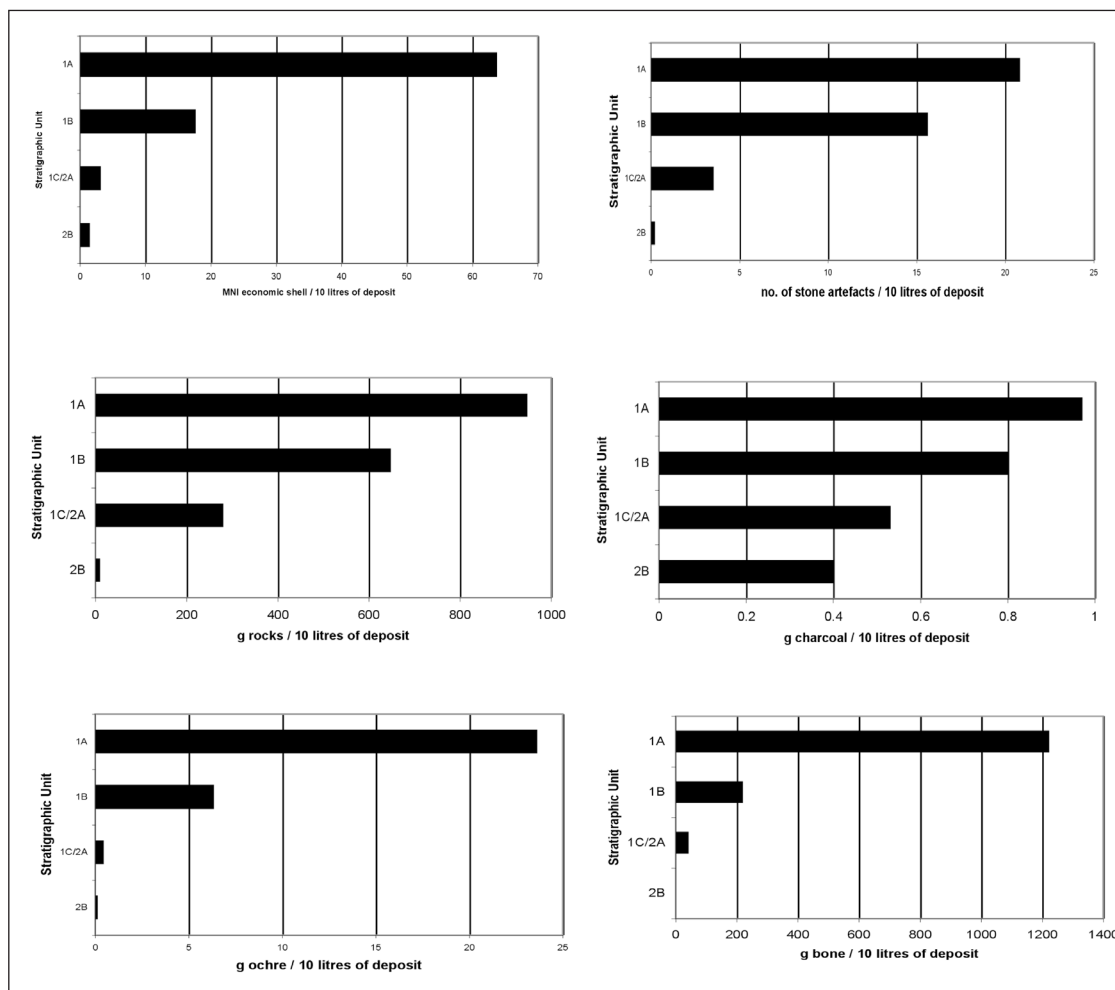 Stratigraphic Unit
1A
1B
1C/2A
2B
0 10 20 30 40 50 60 70
MNI economic shell / 10 litres of deposit
Stratigraphic Unit
1A
1B
1C/2A
2B
0 5 10 15 20 25
no. of stone artefacts / 10 litres of deposit
Stratigraphic Unit
1A
1B
1C/2A
2B
0 200 400 600 800 1000
g rocks / 10 litres of deposit
Stratigraphic Unit
1A
1B
1C/2A
2B
0 0.2 0.4 0.6 0.8 1
g charcoal / 10 litres of deposit
Stratigraphic Unit
1A
1B
1C/2A
2B
0 5 10 15 20 25
g ochre / 10 litres of deposit
Stratigraphic Unit
1A
1B
1C/2A
2B
0 200 400 600 800 1000 1200 1400
g bone / 10 litres of deposit